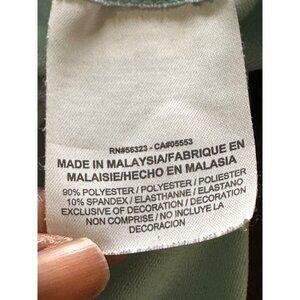 RN#56323 - CA#05553
MADE IN MALAYSIA/FABRIQUE EN
MALAISIE/HECHO EN MALASIA
90% POLYESTER / POLYESTER / POLIESTER
10% SPANDEX / ELASTHANNE / ELASTANO
EXCLUSIVE OF DECORATION / DECORATION
NON COMPRISE / NO INCLUYE LA
DECORACION